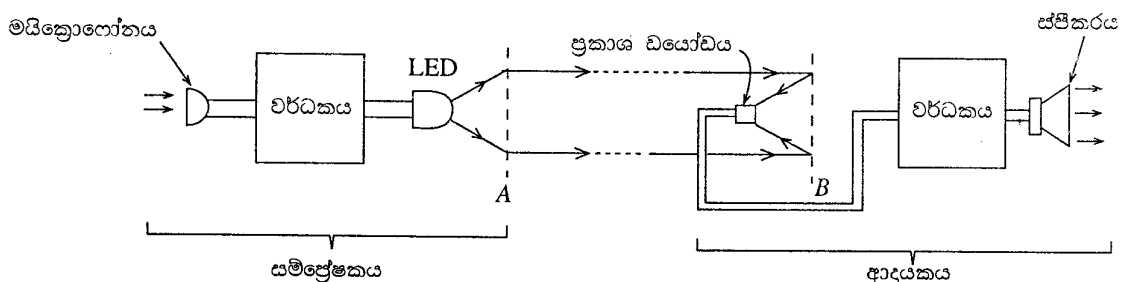 මයික්‍රොෆෝනය
වර්ධකය
LED
A
ප්‍රකාශ ඩයෝඩය
B
වර්ධකය
ස්පීකරය
සම්ප්‍රේෂකය
ආදායකය